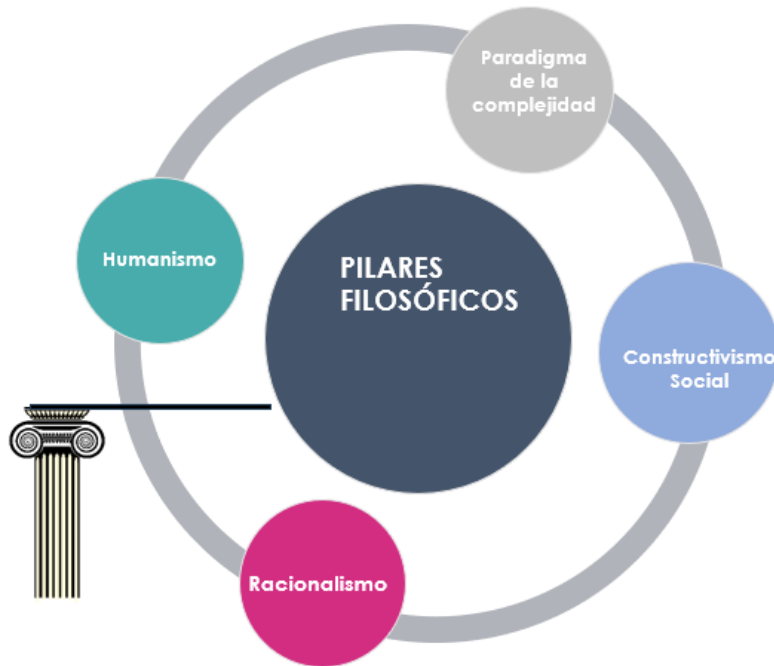 Paradigma
de la
complejidad
Humanismo
PILARES
FILOSÓFICOS
Constructivismo
Social
Racionalismo